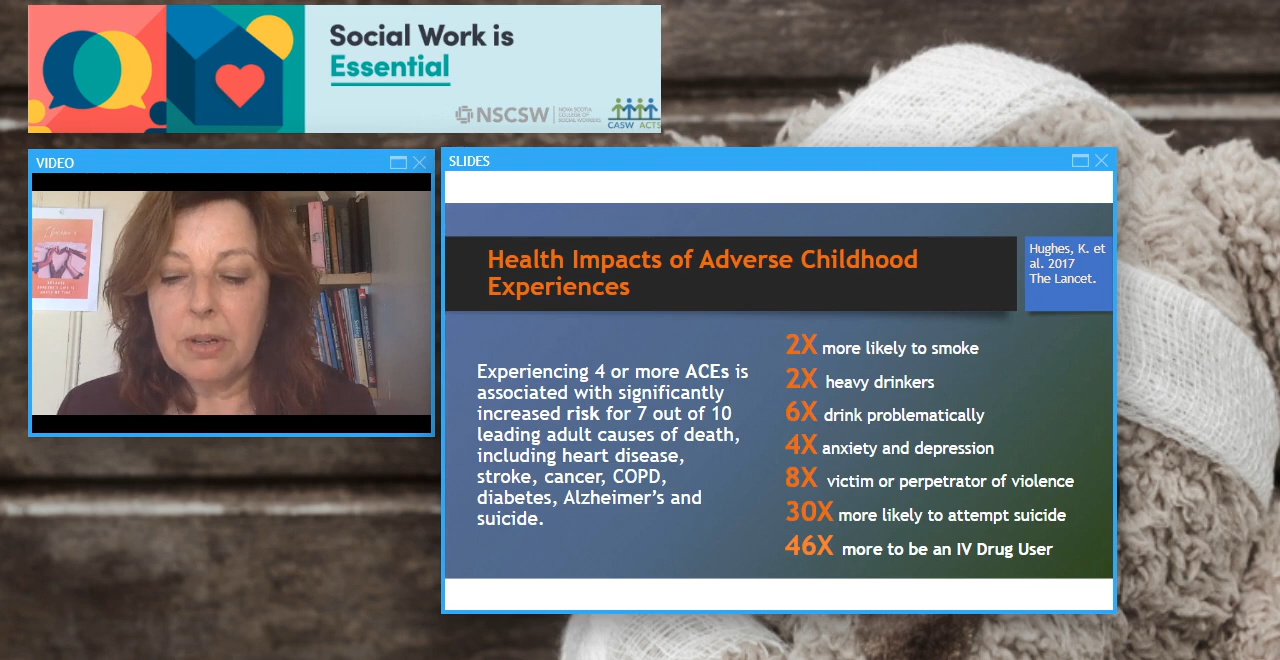 Social Work is
Essential
NSCSW
NOVA SCOTIA
COLLEGE OF
SOCIAL WORKERS
CASW ACTS
VIDEO
SLIDES
Health Impacts of Adverse Childhood
Experiences
Hughes, K. et
al. 2017
The Lancet.
Experiencing 4 or more ACEs is
associated with significantly
increased risk for 7 out of 10
leading adult causes of death,
including heart disease,
stroke, cancer, COPD,
diabetes, Alzheimer’s and
suicide.
2X more likely to smoke
2X heavy drinkers
6X drink problematically
4X anxiety and depression
8X victim or perpetrator of violence
30X more likely to attempt suicide
46X more to be an IV Drug User